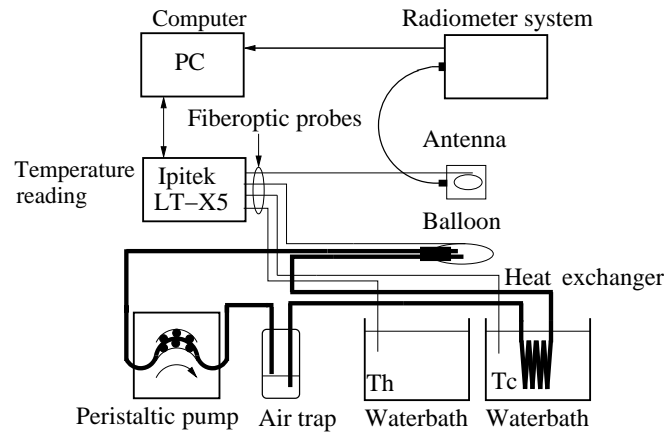 Computer
Radiometer system
PC
Fiberoptic probes
Antenna
Temperature
reading
Ipitek
LT−X5
Balloon
Heat exchanger
Th
Tc
Peristaltic pump
Air trap
Waterbath
Waterbath